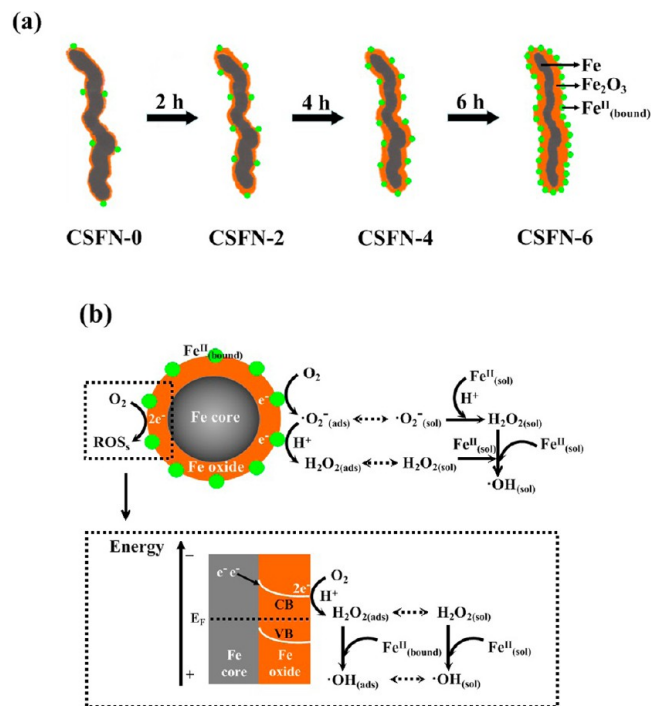 (a)
2 h
4 h
6 h
Fe
Fe₂O₃
Feᴵᴵ(bound)
CSFN-0
CSFN-2
CSFN-4
CSFN-6
(b)
Feᴵᴵ(bound)
O₂
2e⁻
ROSs
Fe core
Fe oxide
e⁻
e⁻
O₂
·O₂⁻(ads)
·O₂⁻(sol)
Feᴵᴵ(sol)
H⁺
H₂O₂(sol)
H⁺
H₂O₂(ads)
H₂O₂(sol)
Feᴵᴵ(sol)
Feᴵᴵ(sol)
·OH(sol)
Energy
−
e⁻ e⁻
2e⁻
O₂
H⁺
CB
H₂O₂(ads)
H₂O₂(sol)
EF
VB
Feᴵᴵ(bound)
Feᴵᴵ(sol)
Fe core
Fe oxide
+
·OH(ads)
·OH(sol)